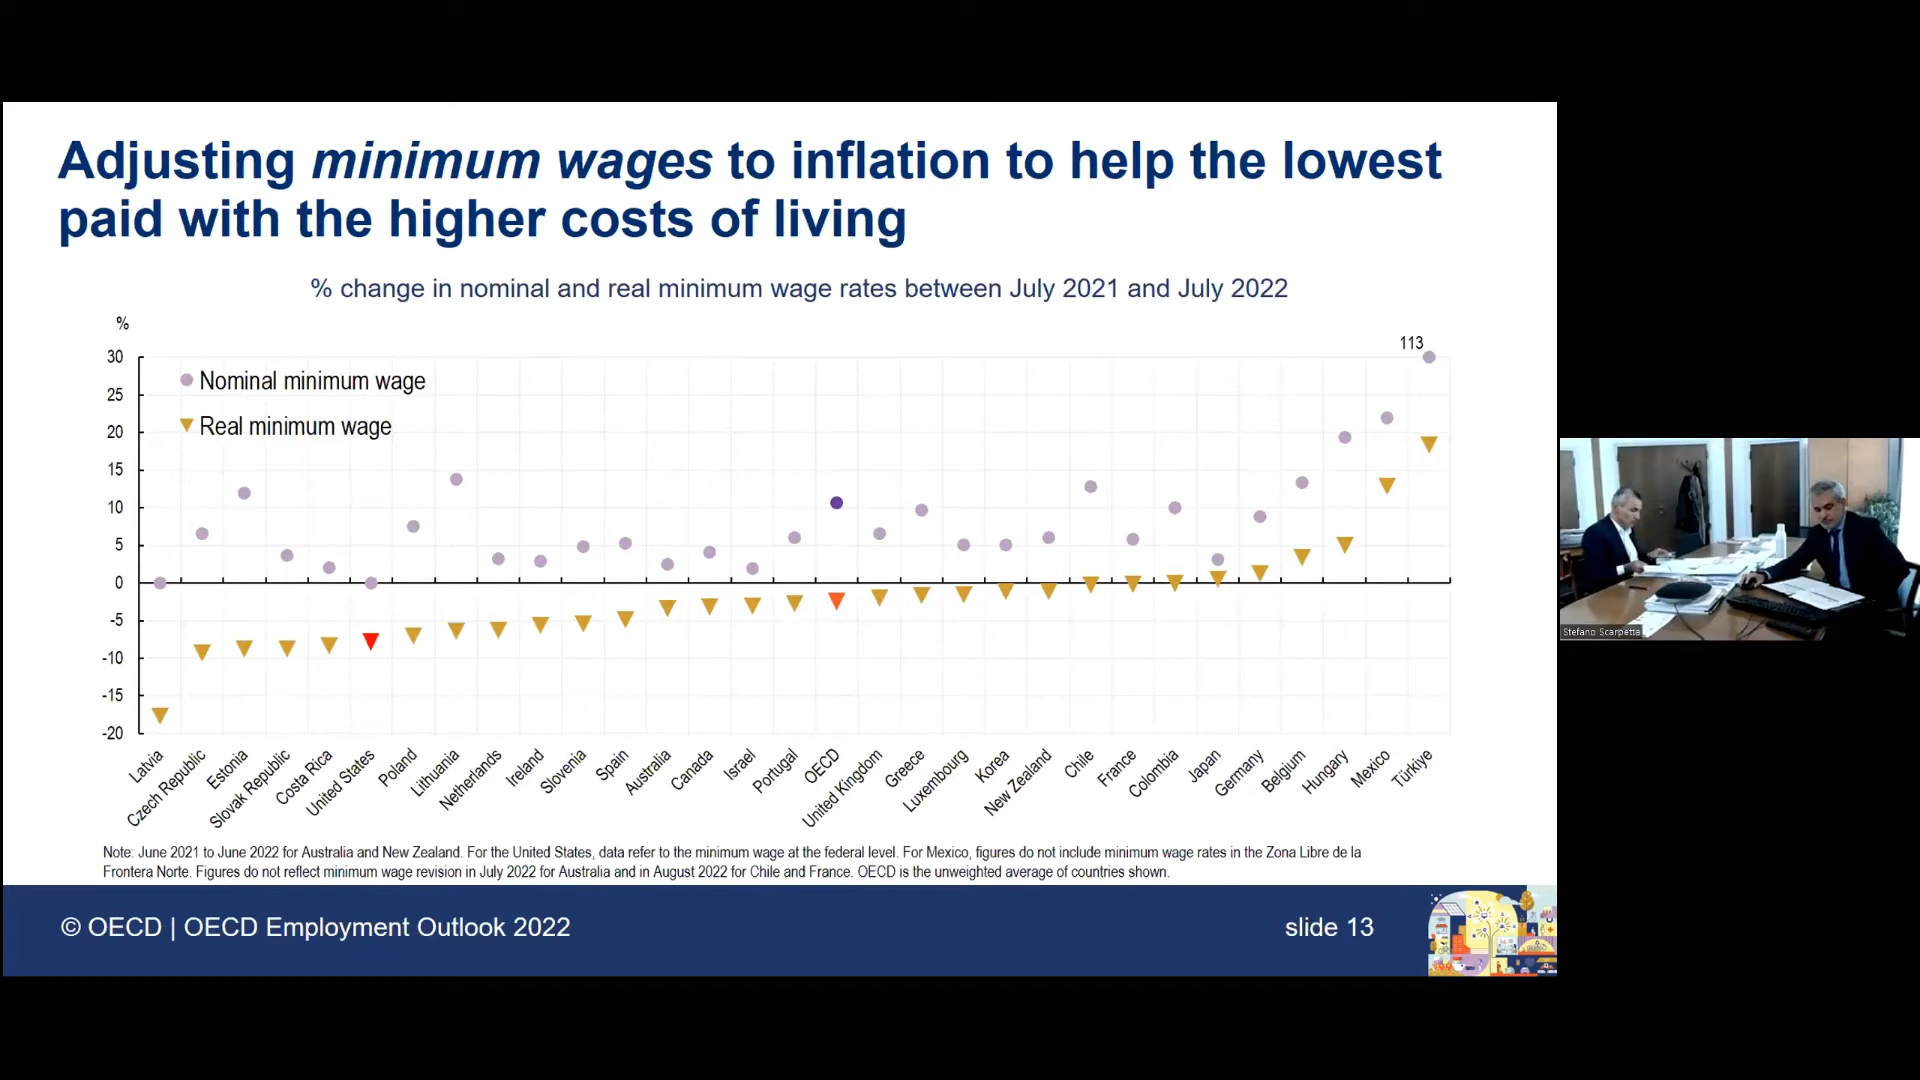 Adjusting minimum wages to inflation to help the lowest
paid with the higher costs of living
% change in nominal and real minimum wage rates between July 2021 and July 2022
%
113
30
25
20
15
10
5
0
-5
-10
-15
-20
Nominal minimum wage
Real minimum wage
Latvia
Czech Republic
Estonia
Slovak Republic
Costa Rica
United States
Poland
Lithuania
Netherlands
Ireland
Slovenia
Spain
Australia
Canada
Israel
Portugal
OECD
United Kingdom
Greece
Luxembourg
Korea
New Zealand
Chile
France
Colombia
Japan
Germany
Belgium
Hungary
Mexico
Türkiye
Note: June 2021 to June 2022 for Australia and New Zealand. For the United States, data refer to the minimum wage at the federal level. For Mexico, figures do not include minimum wage rates in the Zona Libre de la
Frontera Norte. Figures do not reflect minimum wage revision in July 2022 for Australia and in August 2022 for Chile and France. OECD is the unweighted average of countries shown.
© OECD | OECD Employment Outlook 2022
slide 13
Stefano Scarpetta